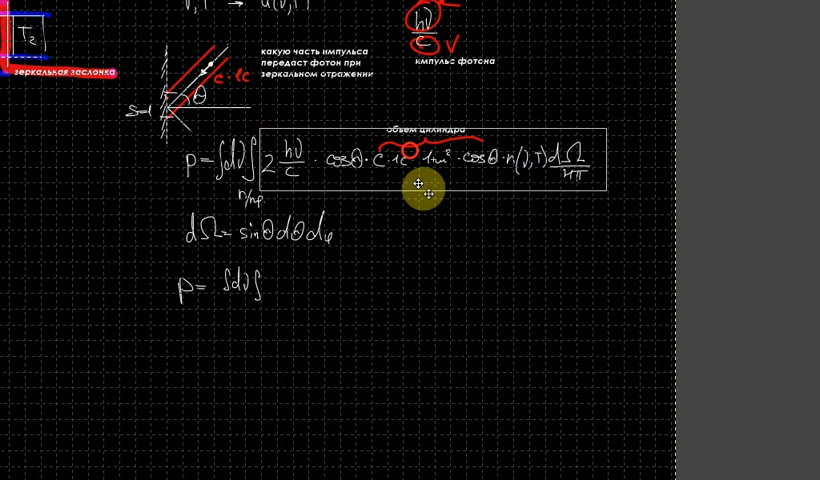 ν, T → u(ν, T)
T₂
зеркальная заслонка
какую часть импульса
передаст фотон при
зеркальном отражении
hν
c V
импульс фотона
c·1c
θ
S=1
объем цилиндра
p = ∫dν∫ 2 hν/c · cosθ · c · 1c · 1m² · cosθ · n(ν,T) dΩ/4π
п/пр
dΩ = sinθ dθ dφ
p = ∫dν∫